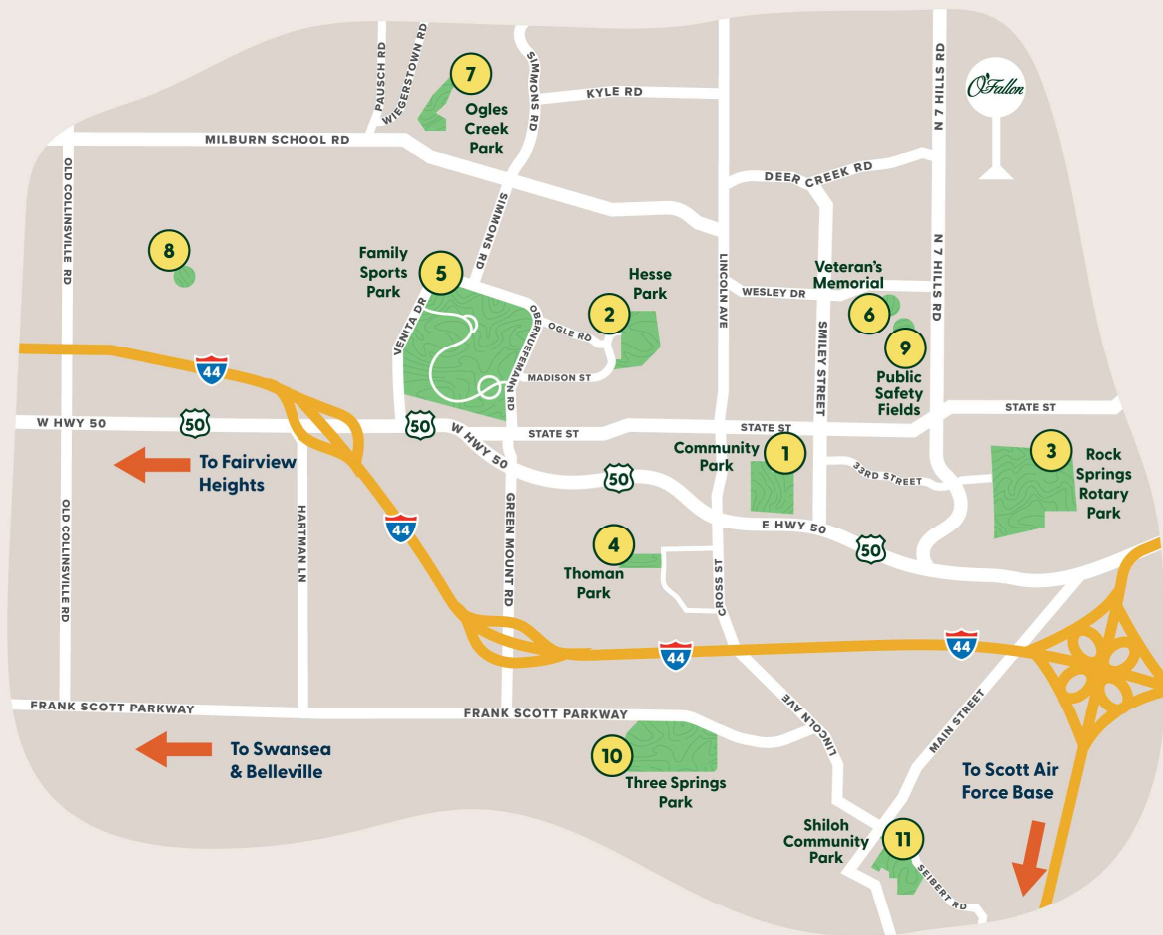 PAUSCH RD
WIEGERSTOWN RD
7
Ogles
Creek
Park
SIMMONS RD
KYLE RD
N 7 HILLS RD
O'Fallon
MILBURN SCHOOL RD
OLD COLLINSVILLE RD
DEER CREEK RD
8
SIMMONS RD
Family
Sports
Park
5
Hesse
Park
2
LINCOLN AVE
Veteran's
Memorial
WESLEY DR
6
N 7 HILLS RD
VENITA DR
OBERNUEFEMANN RD
OGLE RD
SMILEY STREET
9
Public
Safety
Fields
44
MADISON ST
W HWY 50
50
50
W HWY 50
STATE ST
STATE ST
STATE ST
To Fairview
Heights
Community
Park
1
33RD STREET
3
Rock
Springs
Rotary
Park
50
OLD COLLINSVILLE RD
HARTMAN LN
44
GREEN MOUNT RD
E HWY 50
50
4
Thoman
Park
CROSS ST
44
44
FRANK SCOTT PARKWAY
FRANK SCOTT PARKWAY
LINCOLN AVE
MAIN STREET
To Swansea
& Belleville
10
Three Springs
Park
To Scott Air
Force Base
Shiloh
Community
Park
11
SEIBERT RD